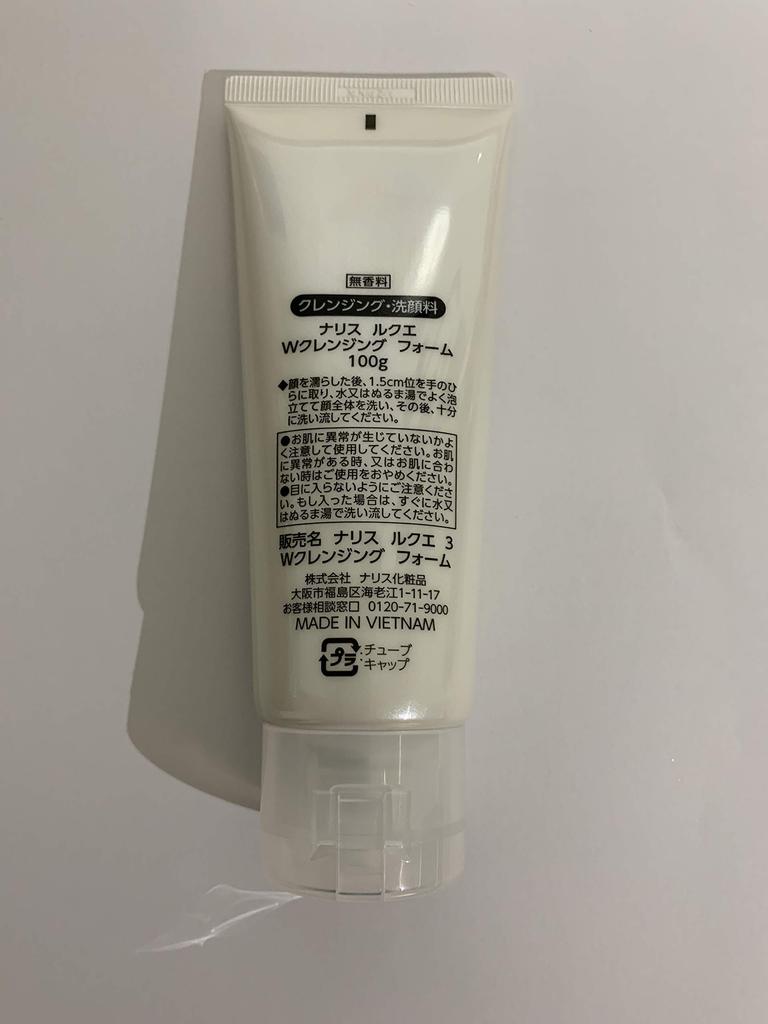 無香料
クレンジング・洗顔料
ナリス ルクエ
Wクレンジング フォーム
100g
◆顔を濡らした後、1.5cm位を手のひ
らに取り、水又はぬるま湯でよく泡
立てて顔全体を洗い、その後、十分
に洗い流してください。
●お肌に異常が生じていないかよ
く注意して使用してください。お肌
に異常がある時、又はお肌に合わ
ない時はご使用をおやめください。
●目に入らないようにご注意くださ
い。もし入った場合は、すぐに水又
はぬるま湯で洗い流してください。
販売名 ナリス ルクエ 3
Wクレンジング フォーム
株式会社 ナリス化粧品
大阪市福島区海老江1-11-17
お客様相談窓口 0120-71-9000
MADE IN VIETNAM
プラ :チューブ
:キャップ